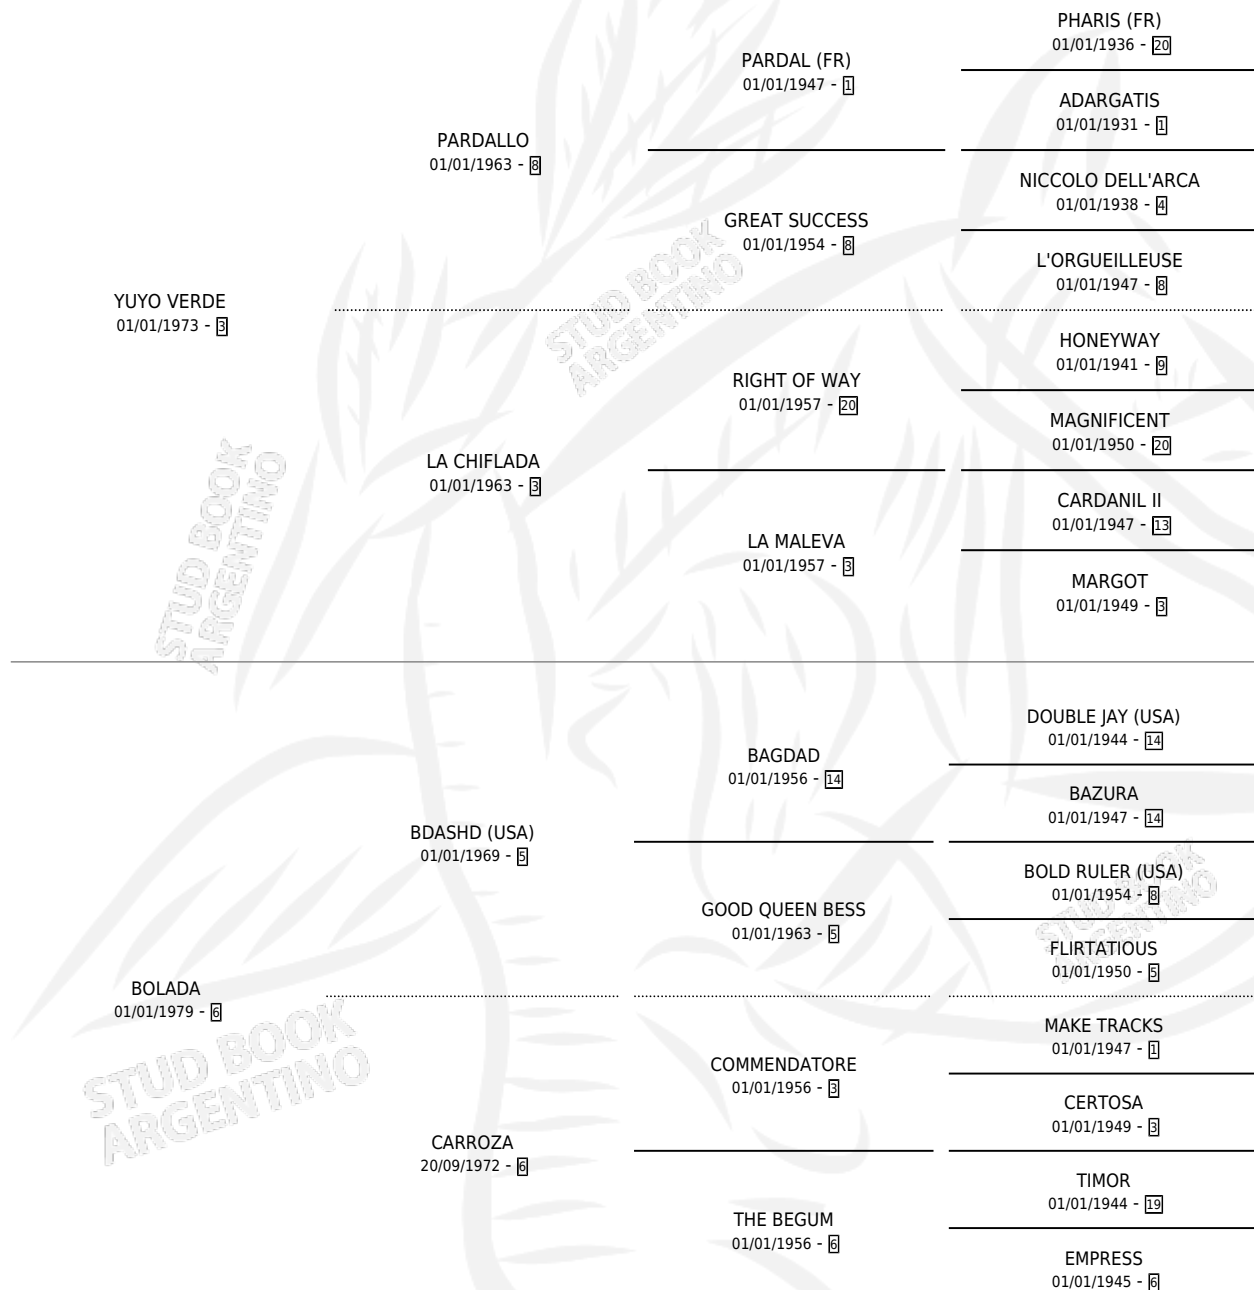 PHARIS (FR)
01/01/1936 - 20
PARDAL (FR)
01/01/1947 - 1
ADARGATIS
01/01/1931 - 1
PARDALLO
01/01/1963 - 8
NICCOLO DELL'ARCA
01/01/1938 - 4
GREAT SUCCESS
01/01/1954 - 8
L'ORGUEILLEUSE
01/01/1947 - 8
YUYO VERDE
01/01/1973 - 3
HONEYWAY
01/01/1941 - 9
RIGHT OF WAY
01/01/1957 - 20
MAGNIFICENT
01/01/1950 - 20
LA CHIFLADA
01/01/1963 - 3
CARDANIL II
01/01/1947 - 13
LA MALEVA
01/01/1957 - 3
MARGOT
01/01/1949 - 3
STUD BOOK
ARGENTINO
STUD BOOK
ARGENTINO
DOUBLE JAY (USA)
01/01/1944 - 14
BAGDAD
01/01/1956 - 14
BAZURA
01/01/1947 - 14
BDASHD (USA)
01/01/1969 - 5
BOLD RULER (USA)
01/01/1954 - 8
GOOD QUEEN BESS
01/01/1963 - 5
FLIRTATIOUS
01/01/1950 - 5
BOLADA
01/01/1979 - 6
MAKE TRACKS
01/01/1947 - 1
COMMENDATORE
01/01/1956 - 3
CERTOSA
01/01/1949 - 3
CARROZA
20/09/1972 - 6
TIMOR
01/01/1944 - 19
THE BEGUM
01/01/1956 - 6
EMPRESS
01/01/1945 - 6
STUD BOOK
ARGENTINO
STUD BOOK
ARGENTINO